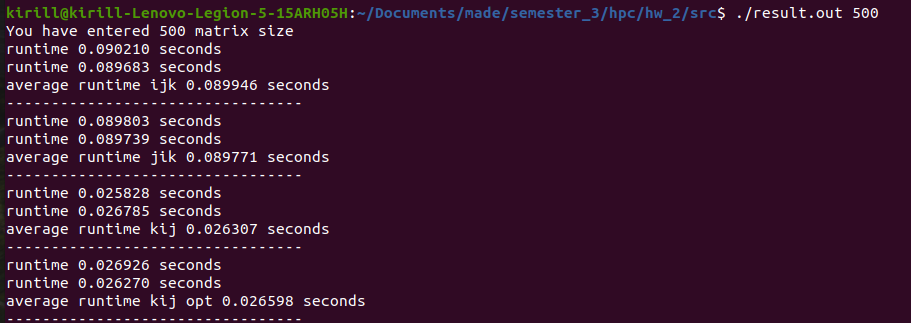 kirill@kirill-Lenovo-Legion-5-15ARH05H:~/Documents/made/semester_3/hpc/hw_2/src$ ./result.out 500
You have entered 500 matrix size
runtime 0.090210 seconds
runtime 0.089683 seconds
average runtime ijk 0.089946 seconds
---------------------------------
runtime 0.089803 seconds
runtime 0.089739 seconds
average runtime jik 0.089771 seconds
---------------------------------
runtime 0.025828 seconds
runtime 0.026785 seconds
average runtime kij 0.026307 seconds
---------------------------------
runtime 0.026926 seconds
runtime 0.026270 seconds
average runtime kij opt 0.026598 seconds
---------------------------------